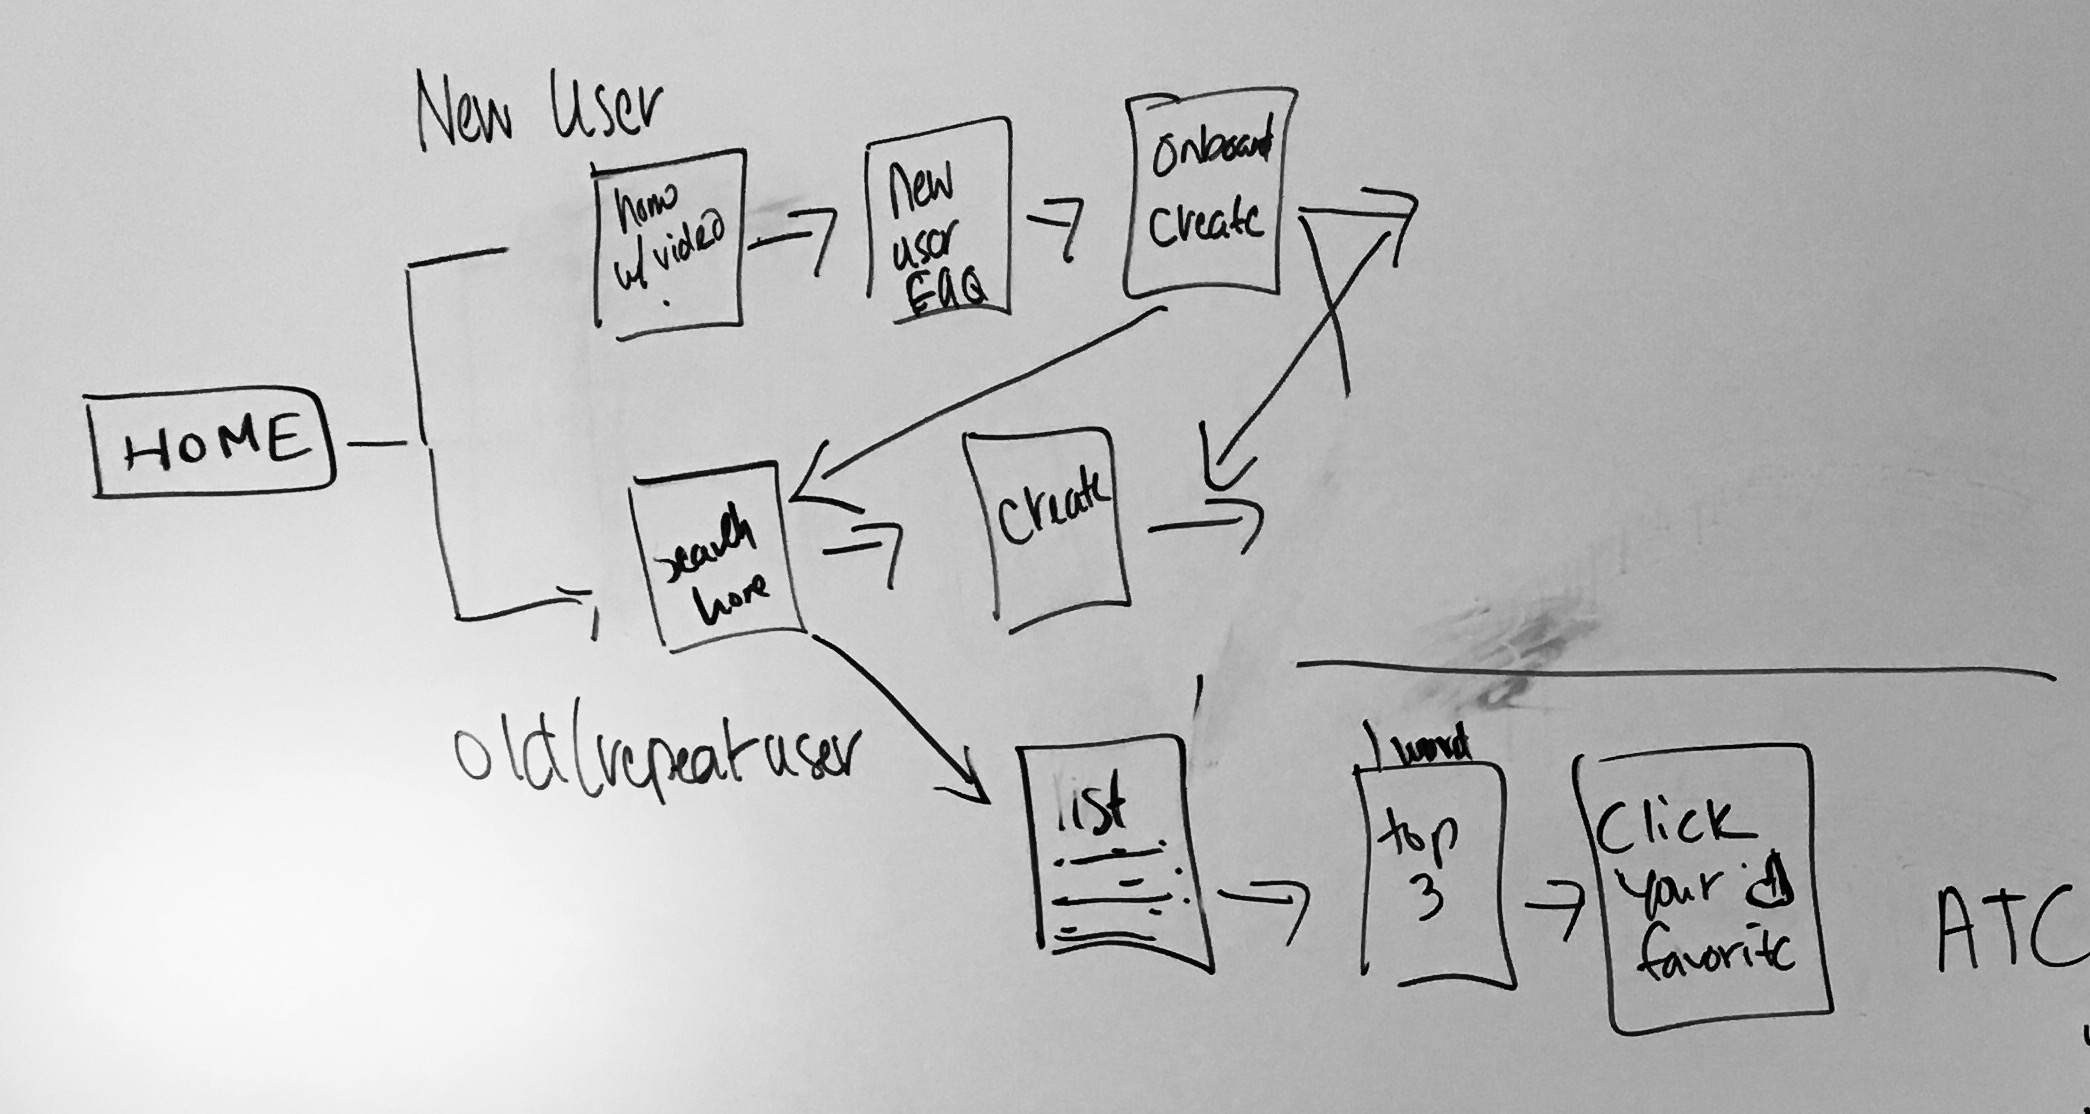 New User
home
w/ video
New
user
FAQ
onboard
create
HOME
search
home
create
old/repeat user
list
1 word
top
3
Click
your
favorite
ATC